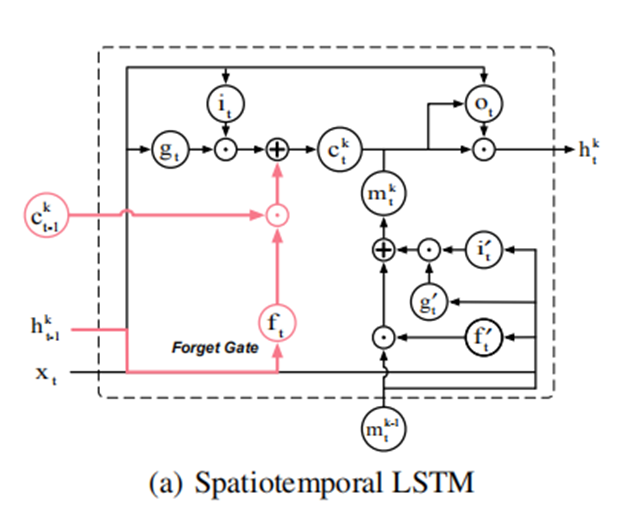 i_t o_t
g_t c_t^k h_t^k
m_t^k
c_{t-1}^k
i'_t
g'_t
h_{t-1}^k f_t f'_t
Forget Gate
x_t
m_t^{k-1}
(a) Spatiotemporal LSTM